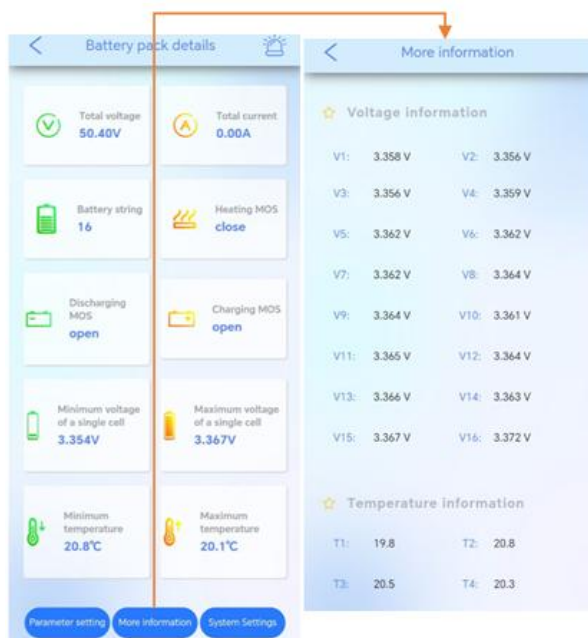 Battery pack details
Total voltage
50.40V
Total current
0.00A
Battery string
16
Heating MOS
close
Discharging
MOS
open
Charging MOS
open
Minimum voltage
of a single cell
3.354V
Maximum voltage
of a single cell
3.367V
Minimum
temperature
20.8℃
Maximum
temperature
20.1℃
Parameter setting
More information
System Settings
More information
Voltage information
V1: 3.358 V V2: 3.356 V
V3: 3.356 V V4: 3.359 V
V5: 3.362 V V6: 3.362 V
V7: 3.362 V V8: 3.364 V
V9: 3.364 V V10: 3.361 V
V11: 3.365 V V12: 3.364 V
V13: 3.366 V V14: 3.363 V
V15: 3.367 V V16: 3.372 V
Temperature information
T1: 19.8 T2: 20.8
T3: 20.5 T4: 20.3